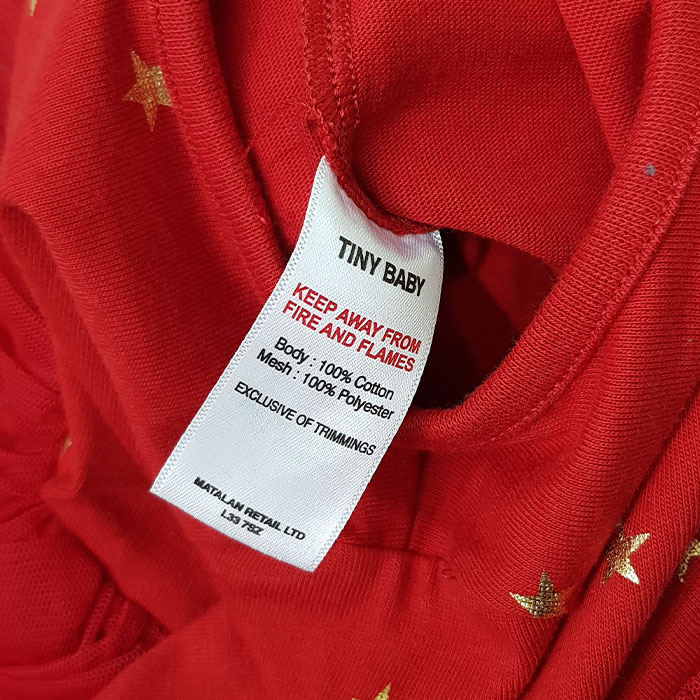 TINY BABY
KEEP AWAY FROM
FIRE AND FLAMES
Body : 100% Cotton
Mesh : 100% Polyester
EXCLUSIVE OF TRIMMINGS
MATALAN RETAIL LTD
L33 7SZ